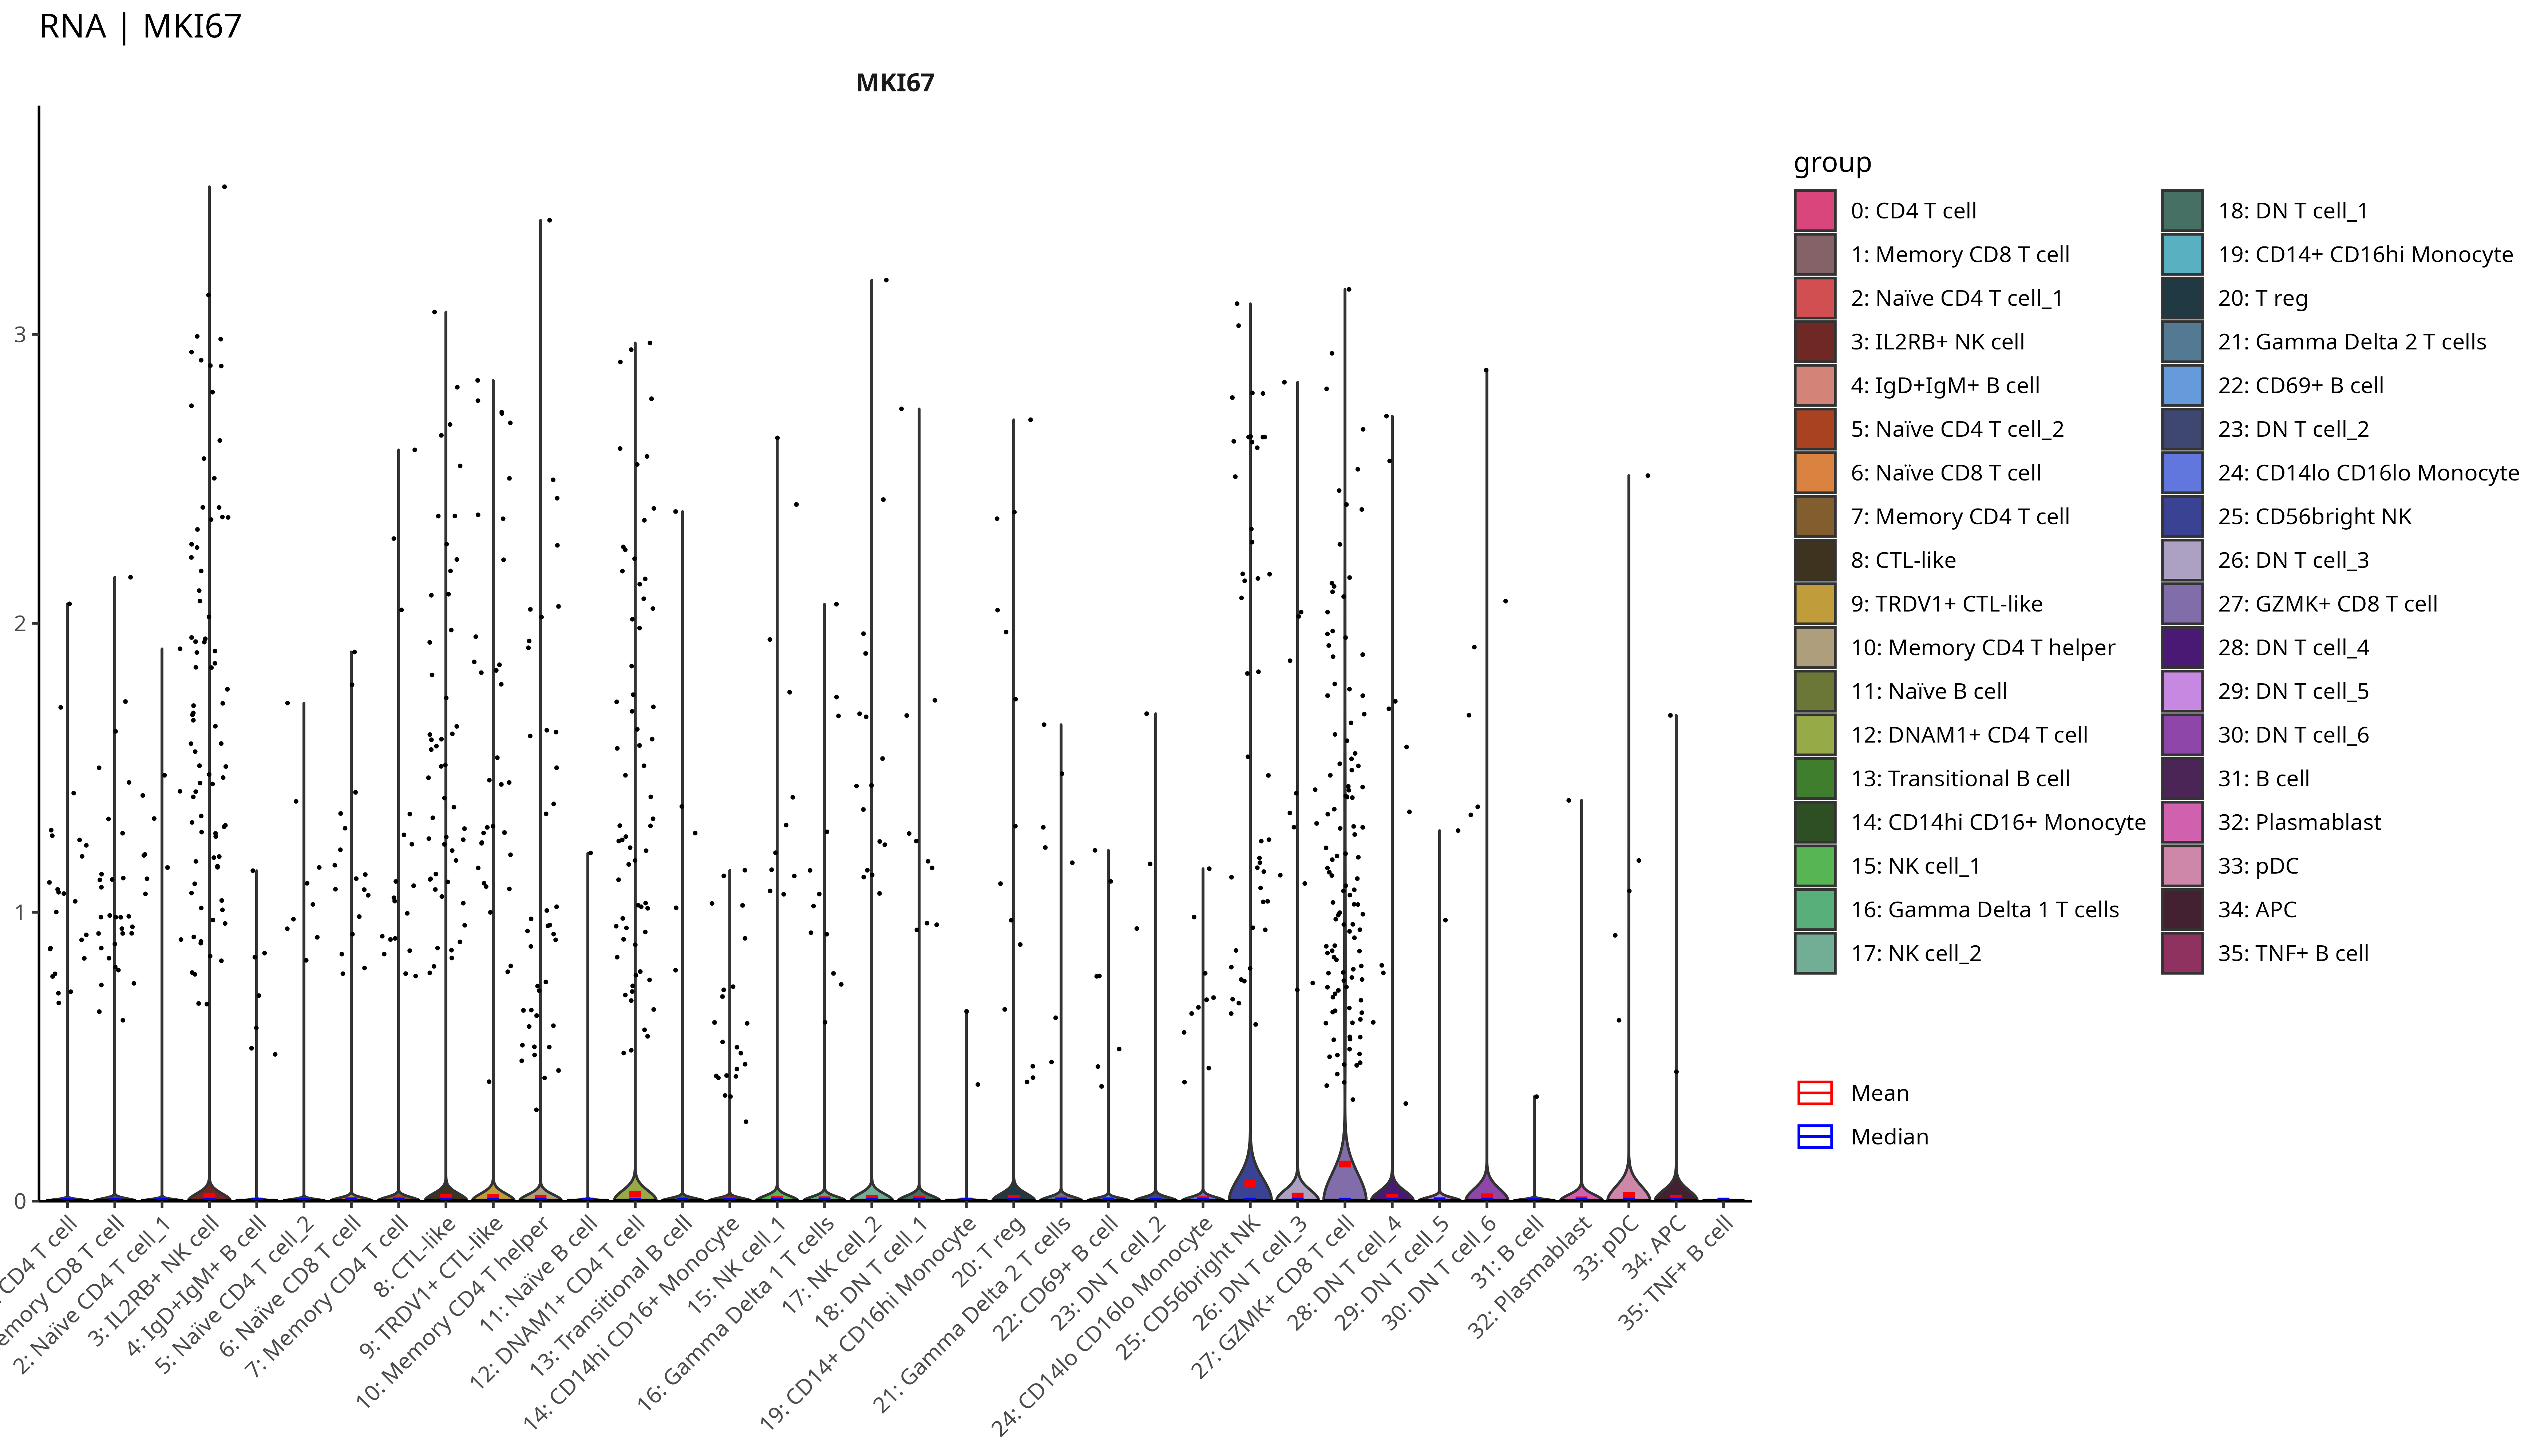 RNA | MKI67
MKI67
3
2
1
0
CD4 T cell
Memory CD8 T cell
2: Naïve CD4 T cell_1
3: IL2RB+ NK cell
4: IgD+IgM+ B cell
5: Naïve CD4 T cell_2
6: Naïve CD8 T cell
7: Memory CD4 T cell
8: CTL-like
9: TRDV1+ CTL-like
10: Memory CD4 T helper
11: Naïve B cell
12: DNAM1+ CD4 T cell
13: Transitional B cell
14: CD14hi CD16+ Monocyte
15: NK cell_1
16: Gamma Delta 1 T cells
17: NK cell_2
18: DN T cell_1
19: CD14+ CD16hi Monocyte
20: T reg
21: Gamma Delta 2 T cells
22: CD69+ B cell
23: DN T cell_2
24: CD14lo CD16lo Monocyte
25: CD56bright NK
26: DN T cell_3
27: GZMK+ CD8 T cell
28: DN T cell_4
29: DN T cell_5
30: DN T cell_6
31: B cell
32: Plasmablast
33: pDC
34: APC
35: TNF+ B cell
group
0: CD4 T cell
1: Memory CD8 T cell
2: Naïve CD4 T cell_1
3: IL2RB+ NK cell
4: IgD+IgM+ B cell
5: Naïve CD4 T cell_2
6: Naïve CD8 T cell
7: Memory CD4 T cell
8: CTL-like
9: TRDV1+ CTL-like
10: Memory CD4 T helper
11: Naïve B cell
12: DNAM1+ CD4 T cell
13: Transitional B cell
14: CD14hi CD16+ Monocyte
15: NK cell_1
16: Gamma Delta 1 T cells
17: NK cell_2
18: DN T cell_1
19: CD14+ CD16hi Monocyte
20: T reg
21: Gamma Delta 2 T cells
22: CD69+ B cell
23: DN T cell_2
24: CD14lo CD16lo Monocyte
25: CD56bright NK
26: DN T cell_3
27: GZMK+ CD8 T cell
28: DN T cell_4
29: DN T cell_5
30: DN T cell_6
31: B cell
32: Plasmablast
33: pDC
34: APC
35: TNF+ B cell
Mean
Median